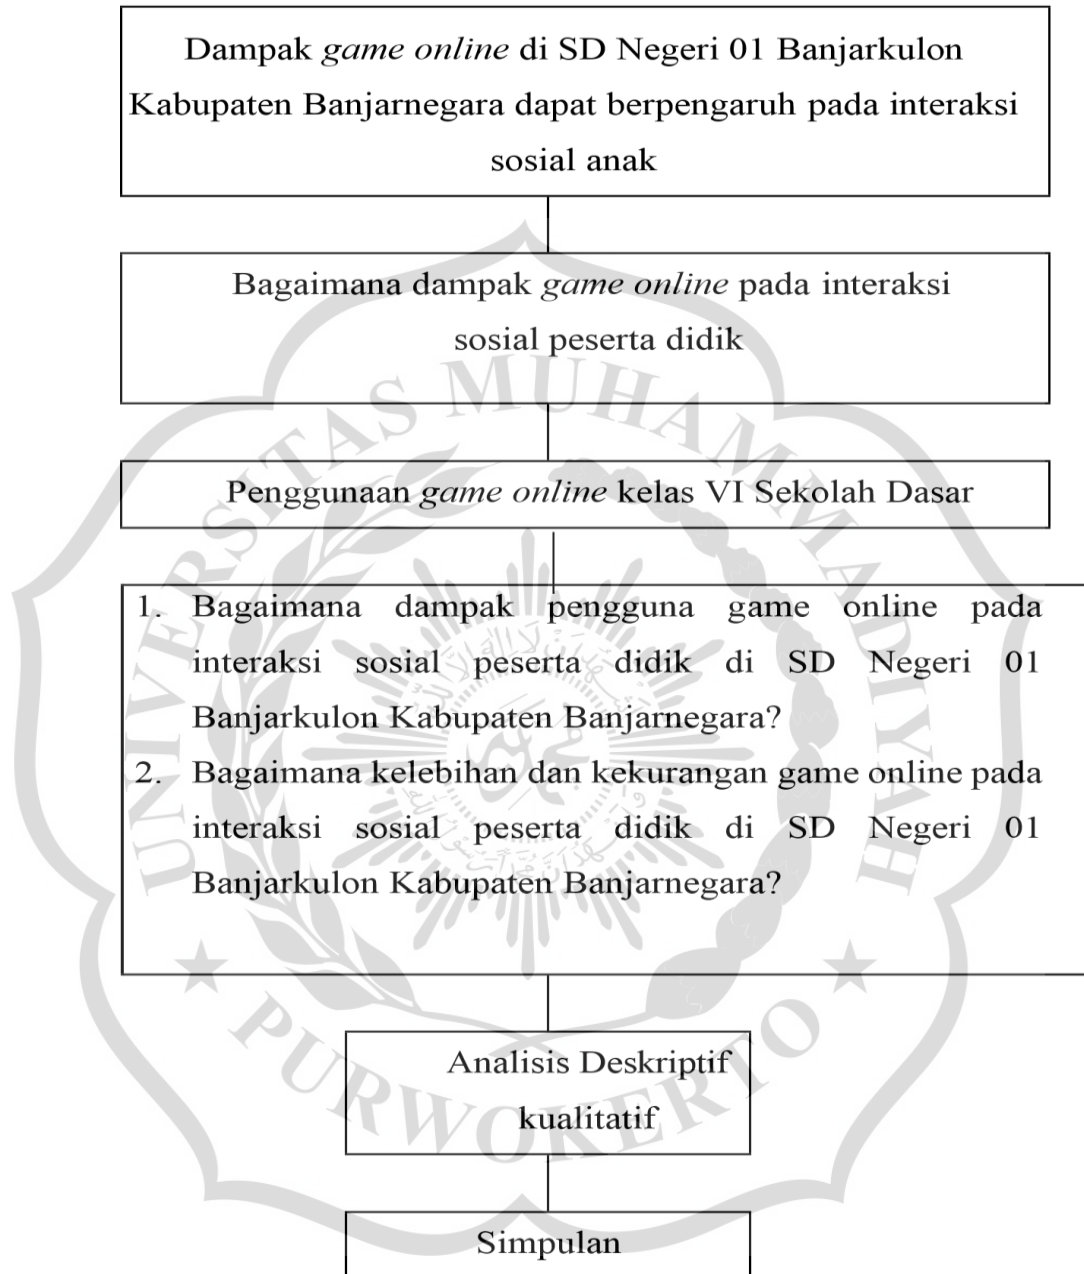 Dampak game online di SD Negeri 01 Banjarkulon
Kabupaten Banjarnegara dapat berpengaruh pada interaksi
sosial anak
Bagaimana dampak game online pada interaksi
sosial peserta didik
Penggunaan game online kelas VI Sekolah Dasar
1. Bagaimana dampak pengguna game online pada
interaksi sosial peserta didik di SD Negeri 01
Banjarkulon Kabupaten Banjarnegara?
2. Bagaimana kelebihan dan kekurangan game online pada
interaksi sosial peserta didik di SD Negeri 01
Banjarkulon Kabupaten Banjarnegara?
Analisis Deskriptif
kualitatif
Simpulan
UNIVERSITAS MUHAMMADIYAH
PURWOKERTO